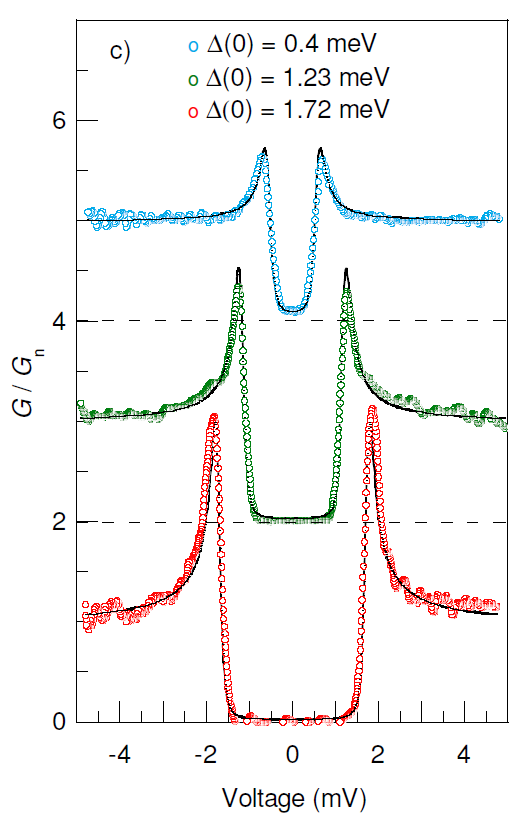 c)
o Δ(0) = 0.4 meV
o Δ(0) = 1.23 meV
o Δ(0) = 1.72 meV
6
4
2
0
G / Gn
-4 -2 0 2 4
Voltage (mV)